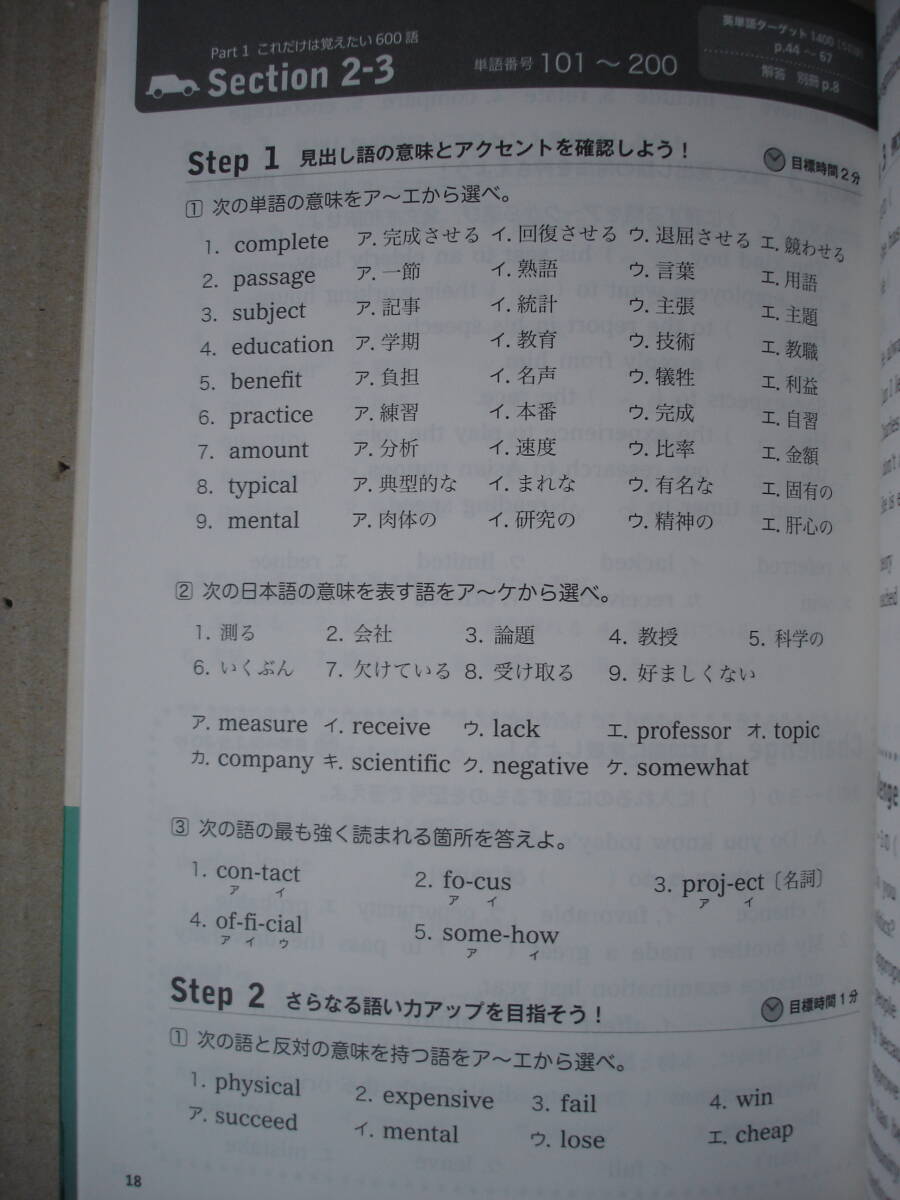 Part 1 これだけは覚えたい600語
Section 2-3
単語番号 101 ～ 200
英単語ターゲット1400
p.44 ～ 67
解答 別冊p.8
Step 1 見出し語の意味とアクセントを確認しよう！
目標時間2分
1 次の単語の意味をア～エから選べ。
1. complete ア. 完成させる イ. 回復させる ウ. 退屈させる エ. 競わせる
2. passage ア. 一節 イ. 熟語 ウ. 言葉 エ. 用語
3. subject ア. 記事 イ. 統計 ウ. 主張 エ. 主題
4. education ア. 学期 イ. 教育 ウ. 技術 エ. 教職
5. benefit ア. 負担 イ. 名声 ウ. 犠牲 エ. 利益
6. practice ア. 練習 イ. 本番 ウ. 完成 エ. 自習
7. amount ア. 分析 イ. 速度 ウ. 比率 エ. 金額
8. typical ア. 典型的な イ. まれな ウ. 有名な エ. 固有の
9. mental ア. 肉体の イ. 研究の ウ. 精神の エ. 肝心の
2 次の日本語の意味を表す語をア～ケから選べ。
1. 測る 2. 会社 3. 論題 4. 教授 5. 科学の
6. いくぶん 7. 欠けている 8. 受け取る 9. 好ましくない
ア. measure イ. receive ウ. lack エ. professor オ. topic
カ. company キ. scientific ク. negative ケ. somewhat
3 次の語の最も強く読まれる箇所を答えよ。
1. con-tact 2. fo-cus 3. proj-ect〔名詞〕
ア イ ア イ ア イ
4. of-fi-cial 5. some-how
ア イ ウ ア イ
Step 2 さらなる語い力アップを目指そう！
目標時間1分
1 次の語と反対の意味を持つ語をア～エから選べ。
1. physical 2. expensive 3. fail 4. win
ア. succeed イ. mental ウ. lose エ. cheap
18